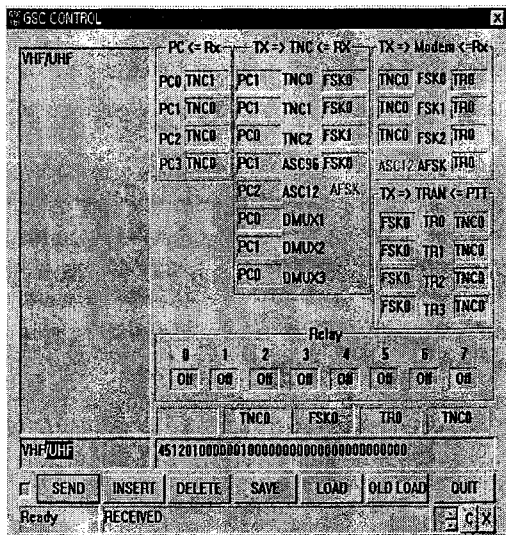 GSC CONTROL X
VHF/UHF
PC <= Rx TX => TNC <= RX TX => Modem <=Rx
PC0 TNC1 PC1 TNC0 FSK0 TNC0 FSK0 TR0
PC1 TNC0 PC1 TNC1 FSK0 TNC0 FSK1 TR0
PC2 TNC0 PC0 TNC2 FSK1 TNC0 FSK2 TR0
PC3 TNC0 PC1 ASC96 FSK0 ASC12 AFSK TR0
PC2 ASC12 AFSK TX => TRAN <= PTT
PC0 DMUX1 FSK0 TR0 TNC0
PC1 DMUX2 FSK0 TR1 TNC0
PC0 DMUX3 FSK0 TR2 TNC0
FSK0 TR3 TNC0
Relay
0 1 2 3 4 5 6 7
Off Off Off Off Off Off Off Off
TNC0 FSK0 TR0 TNC0
VHF/UHF
SEND INSERT DELETE SAVE LOAD OLD LOAD QUIT
Ready RECEIVED C X